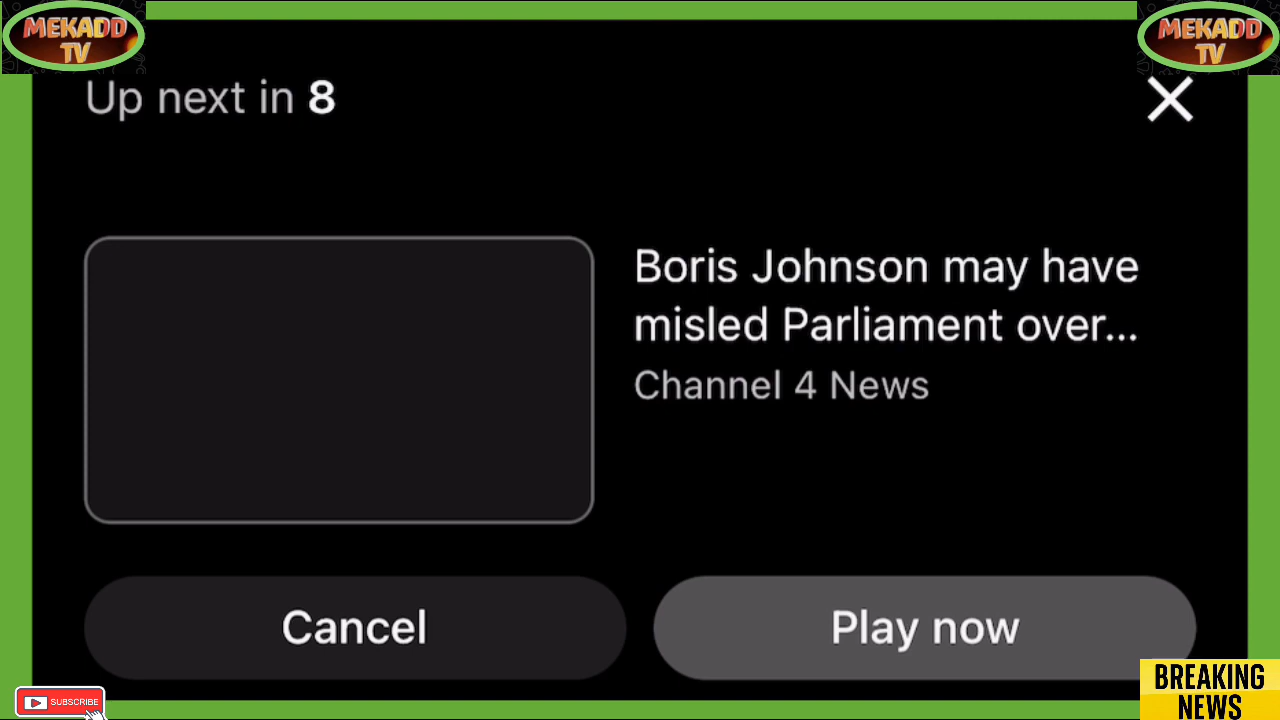 MEKADD
TV
MEKADD
TV
Up next in 8
Boris Johnson may have
misled Parliament over...
Channel 4 News
Cancel
Play now
SUBSCRIBE
BREAKING
NEWS